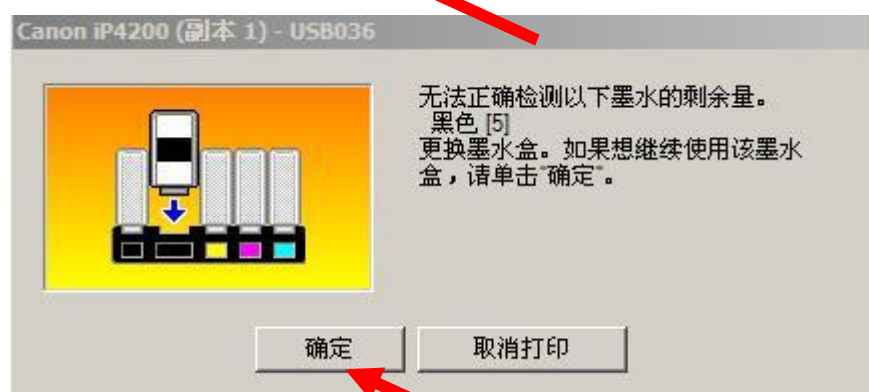 Canon iP4200 (副本 1) - USB036
无法正确检测以下墨水的剩余量。
黑色 [5]
更换墨水盒。如果想继续使用该墨水
盒，请单击"确定"。
确定
取消打印